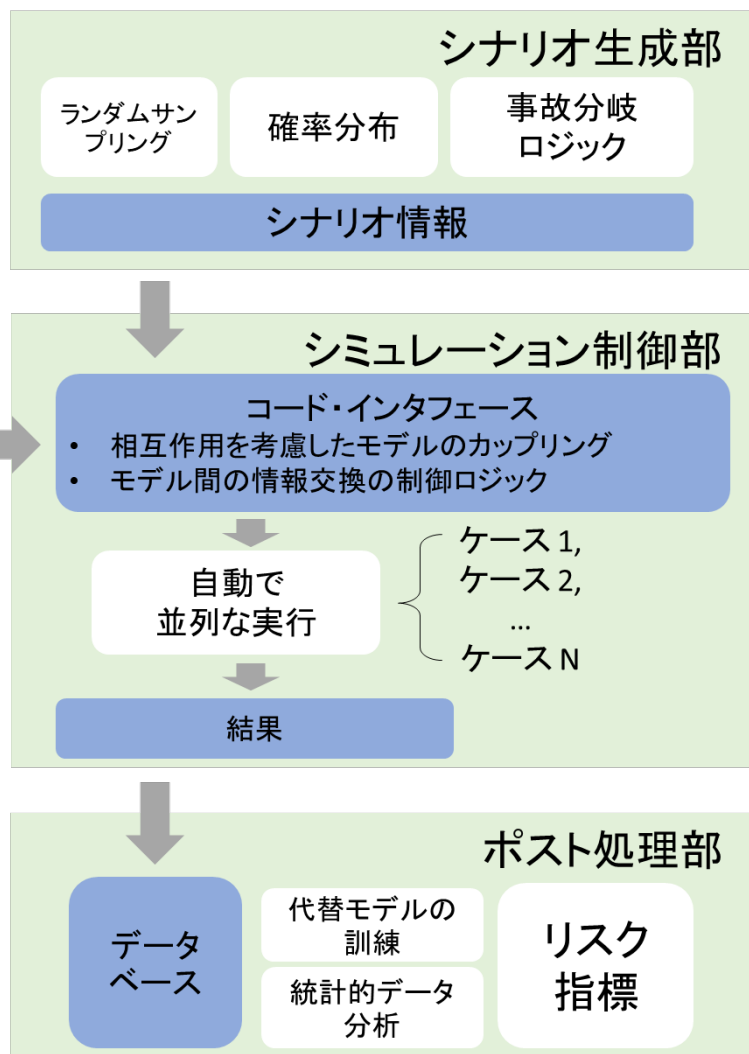 シナリオ生成部
ランダムサン
プリング
確率分布
事故分岐
ロジック
シナリオ情報
シミュレーション制御部
コード・インタフェース
• 相互作用を考慮したモデルのカップリング
• モデル間の情報交換の制御ロジック
自動で
並列な実行
ケース 1,
ケース 2,
...
ケース N
結果
ポスト処理部
データ
ベース
代替モデルの
訓練
統計的データ
分析
リスク
指標